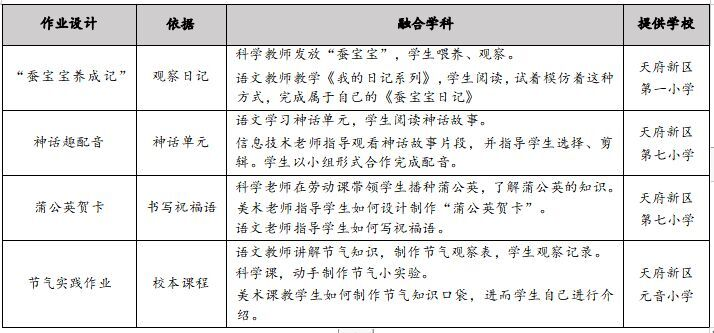 作业设计 依据 融合学科 提供学校
“蚕宝宝养成记” 观察日记 科学教师发放“蚕宝宝”，学生喂养、观察。
语文教师教学《我的日记系列》，学生阅读，试着模仿着这种
方式，完成属于自己的《蚕宝宝日记》
天府新区
第一小学
神话趣配音 神话单元 语文学习神话单元，学生阅读神话故事。
信息技术老师指导观看神话故事片段，并指导学生选择、剪
辑。学生以小组形式合作完成配音。
天府新区
第七小学
蒲公英贺卡 书写祝福语 科学老师在劳动课带领学生播种蒲公英，了解蒲公英的知识。
美术老师指导学生如何设计制作“蒲公英贺卡”。
语文老师指导学生如何写祝福语。
天府新区
第七小学
节气实践作业 校本课程 语文教师讲解节气知识，制作节气观察表，学生观察记录。
科学课，动手制作节气小实验。
美术课教学生如何制作节气知识口袋，进而学生自己进行介
绍。
天府新区
元音小学